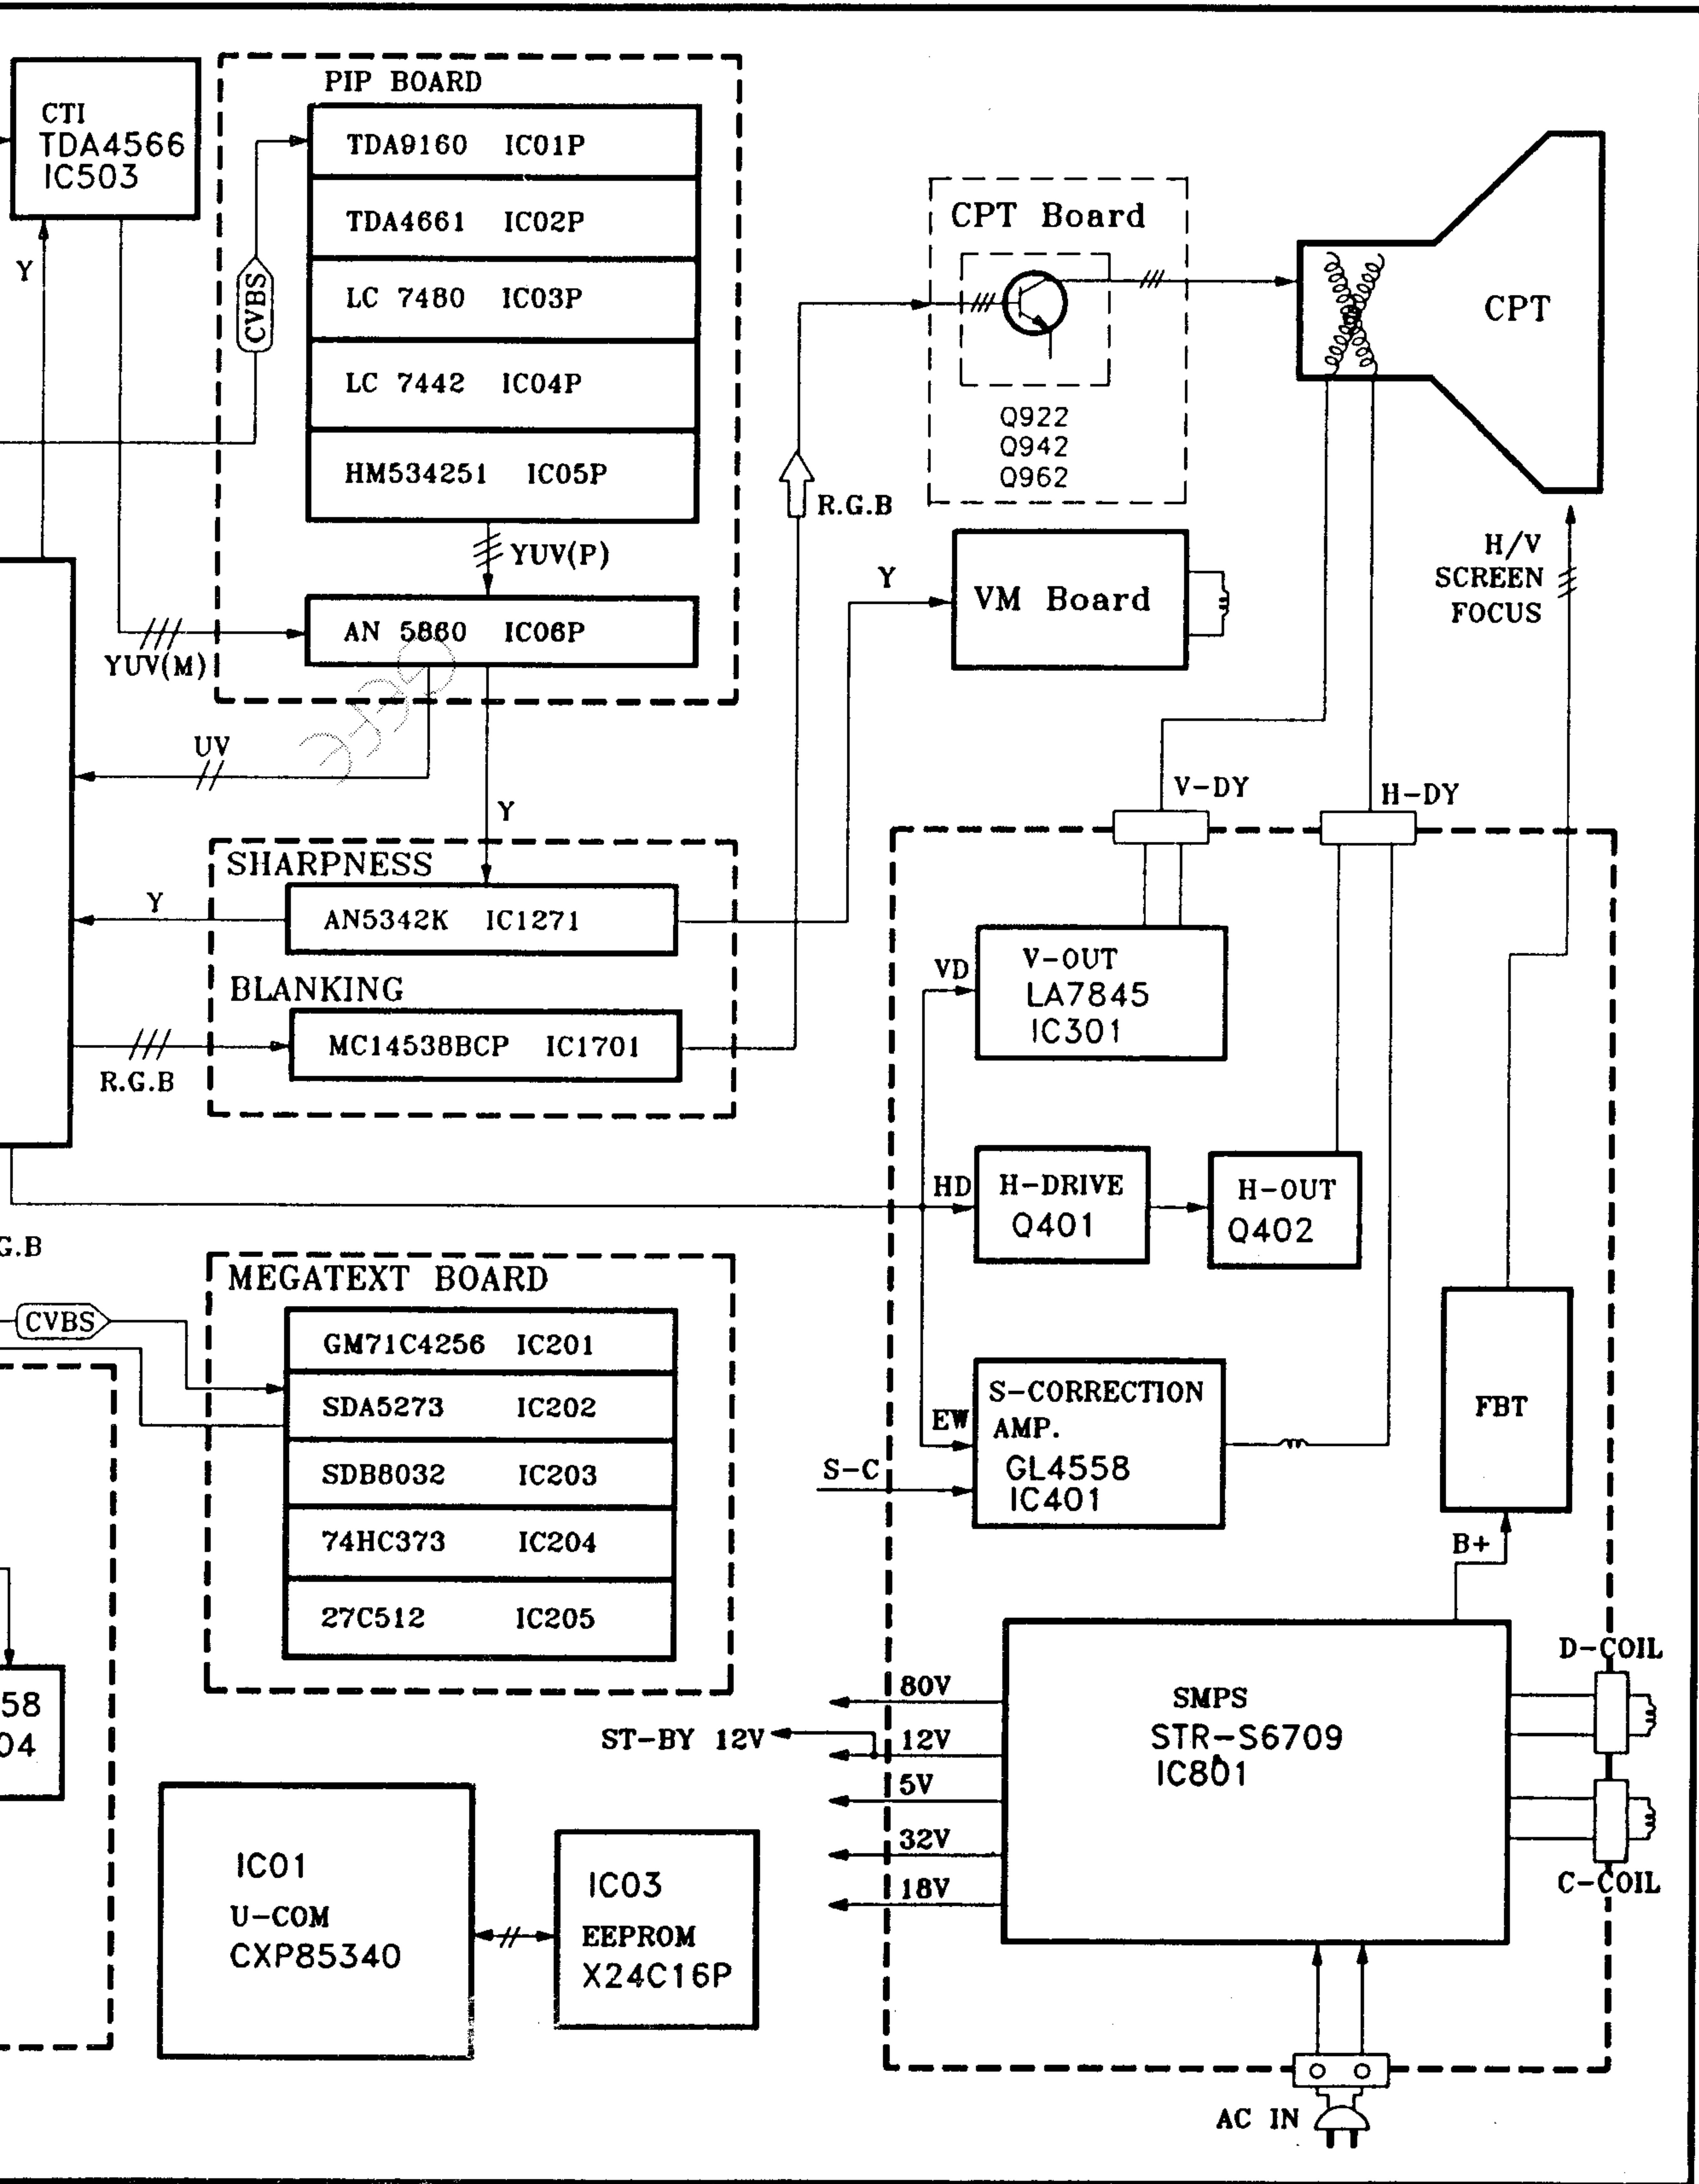 CTI
TDA4566
IC503
Y
YUV(M)
CVBS
PIP BOARD
TDA9160 IC01P
TDA4661 IC02P
LC 7480 IC03P
LC 7442 IC04P
HM534251 IC05P
YUV(P)
AN 5860 IC06P
UV
Y
SHARPNESS
AN5342K IC1271
Y
BLANKING
MC14538BCP IC1701
R.G.B
R.G.B
CPT Board
Q922
Q942
Q962
Y
VM Board
CPT
H/V
SCREEN
FOCUS
V-DY
H-DY
VD
V-OUT
LA7845
IC301
HD
H-DRIVE
Q401
H-OUT
Q402
EW
S-C
S-CORRECTION
AMP.
GL4558
IC401
FBT
B+
G.B
CVBS
MEGATEXT BOARD
GM71C4256 IC201
SDA5273 IC202
SDB8032 IC203
74HC373 IC204
27C512 IC205
58
04
80V
ST-BY 12V
12V
5V
32V
18V
SMPS
STR-S6709
IC801
D-COIL
C-COIL
IC01
U-COM
CXP85340
IC03
EEPROM
X24C16P
AC IN